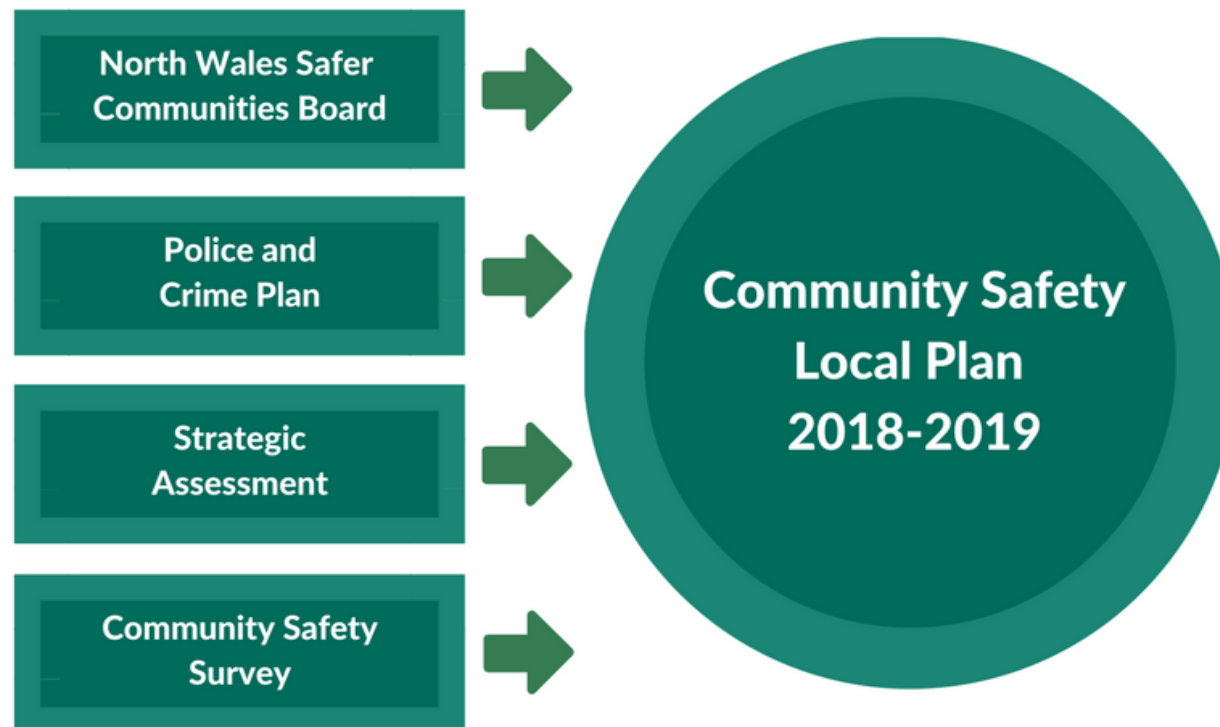 North Wales Safer
Communities Board
Police and
Crime Plan
Strategic
Assessment
Community Safety
Survey
Community Safety
Local Plan
2018-2019